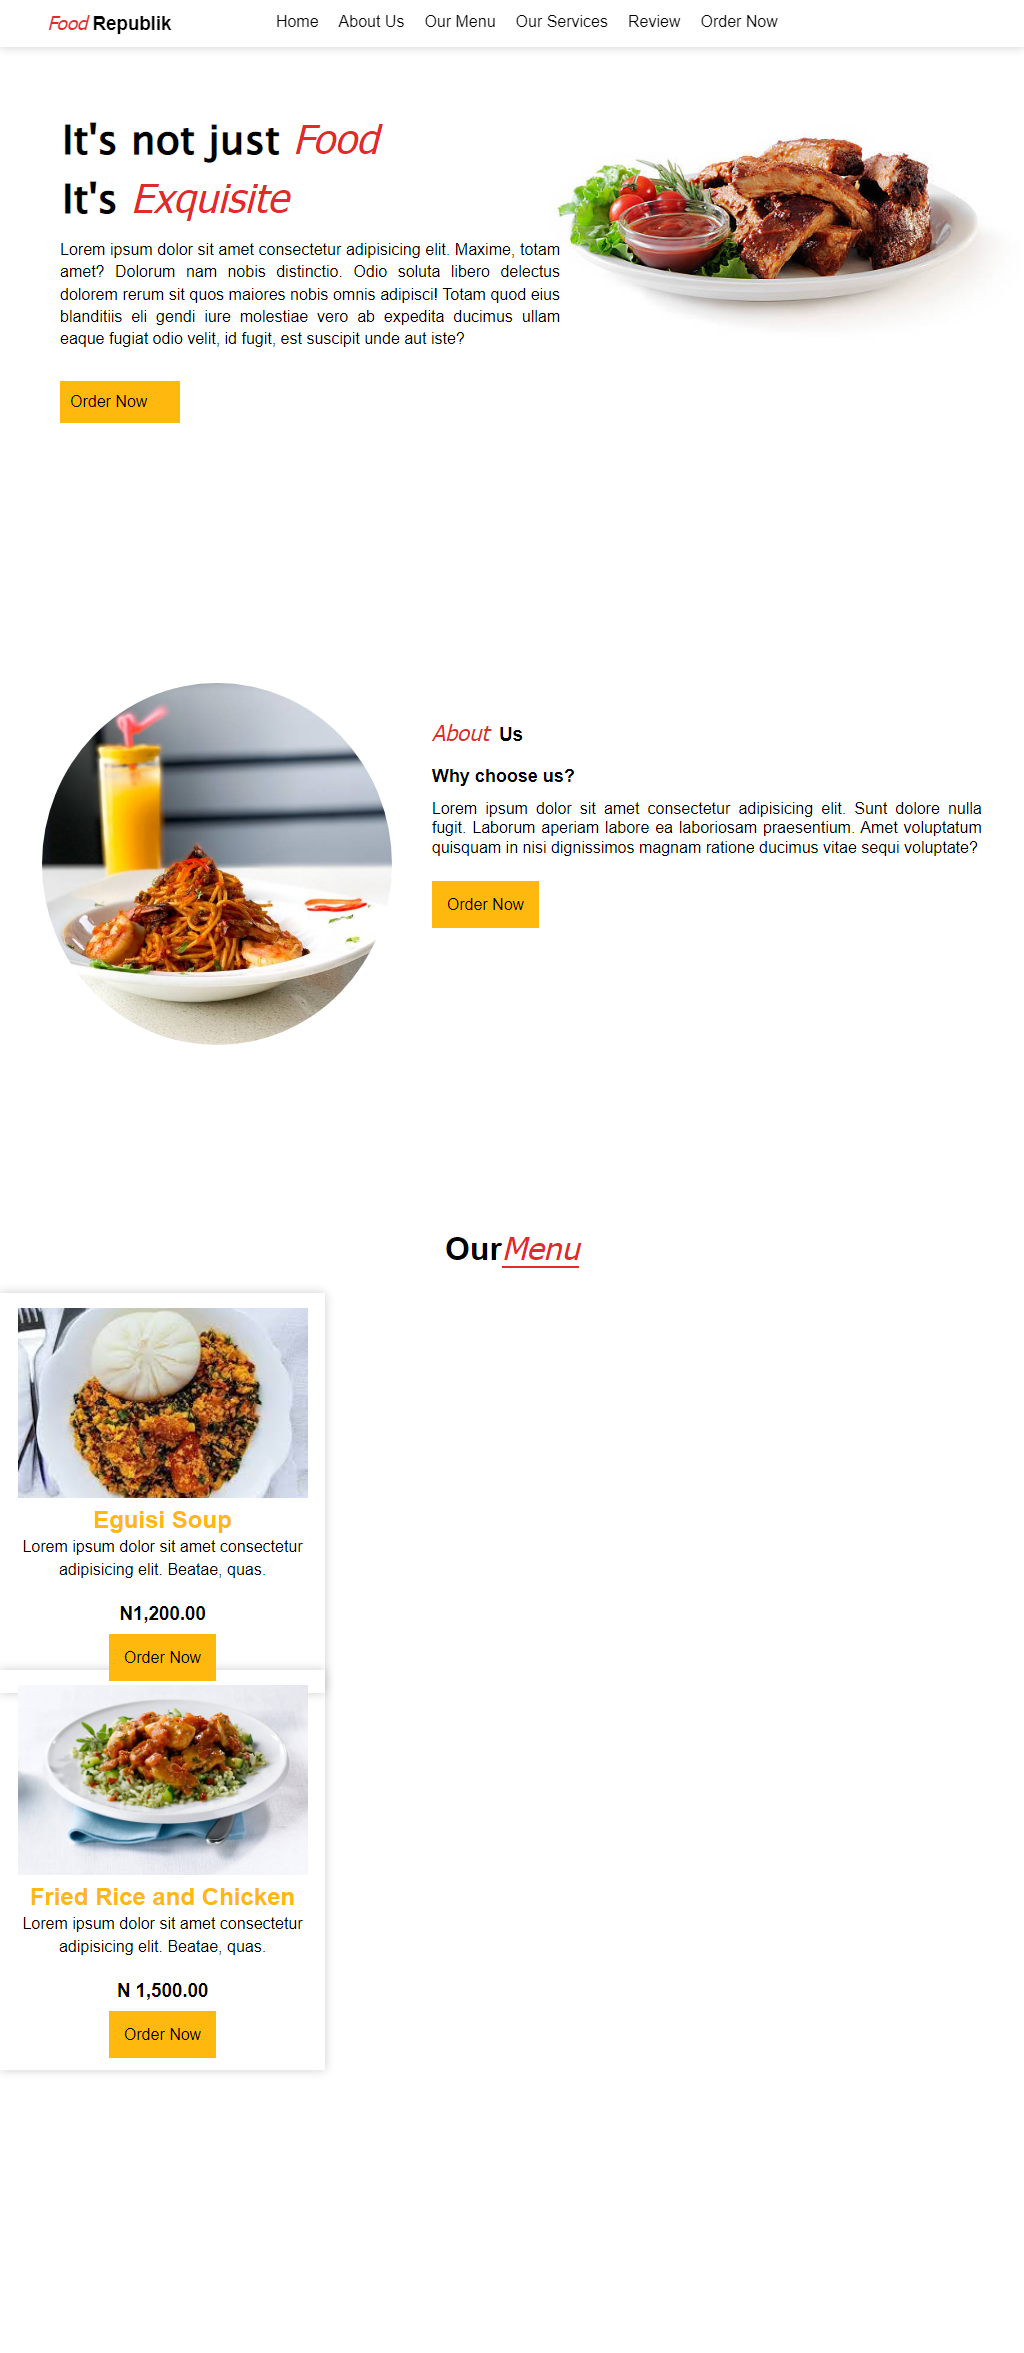 Food Republik
Home About Us Our Menu Our Services Review Order Now
It's not just Food
It's Exquisite
Lorem ipsum dolor sit amet consectetur adipisicing elit. Maxime, totam
amet? Dolorum nam nobis distinctio. Odio soluta libero delectus
dolorem rerum sit quos maiores nobis omnis adipisci! Totam quod eius
blanditiis eli gendi iure molestiae vero ab expedita ducimus ullam
eaque fugiat odio velit, id fugit, est suscipit unde aut iste?
Order Now
About Us
Why choose us?
Lorem ipsum dolor sit amet consectetur adipisicing elit. Sunt dolore nulla
fugit. Laborum aperiam labore ea laboriosam praesentium. Amet voluptatum
quisquam in nisi dignissimos magnam ratione ducimus vitae sequi voluptate?
Order Now
OurMenu
Eguisi Soup
Lorem ipsum dolor sit amet consectetur
adipisicing elit. Beatae, quas.
N1,200.00
Order Now
Fried Rice and Chicken
Lorem ipsum dolor sit amet consectetur
adipisicing elit. Beatae, quas.
N 1,500.00
Order Now